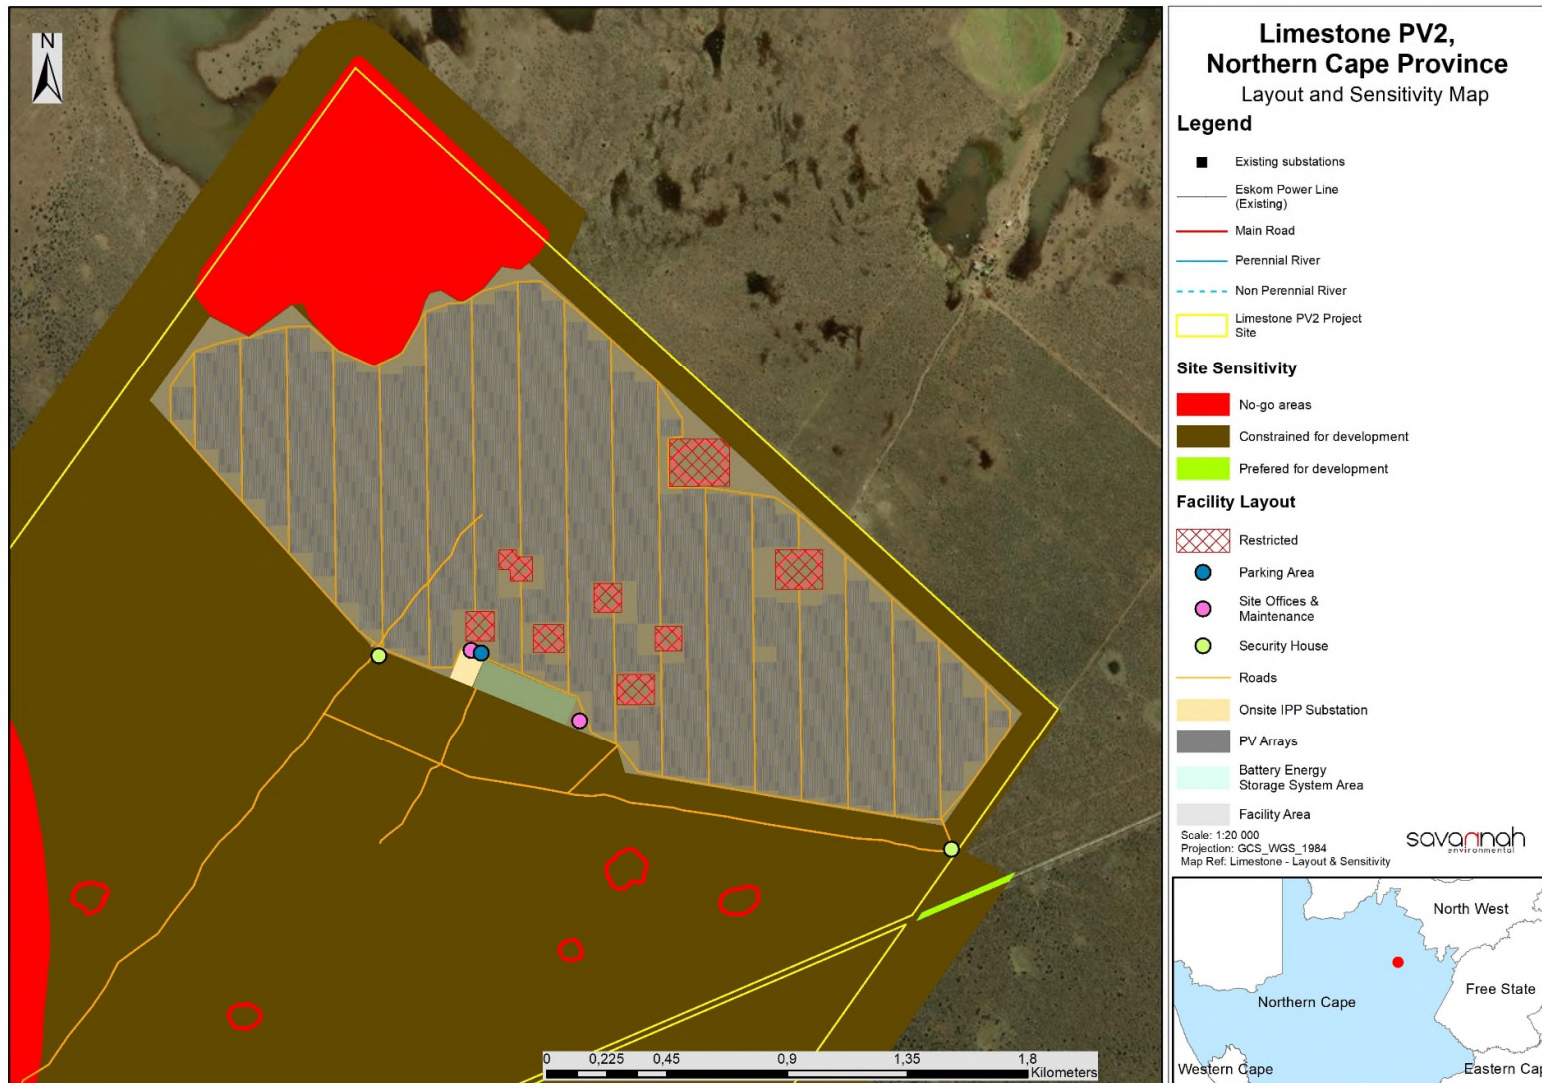 N
Limestone PV2,
Northern Cape Province
Layout and Sensitivity Map
Legend
Existing substations
Eskom Power Line
(Existing)
Main Road
Perennial River
Non Perennial River
Limestone PV2 Project
Site
Site Sensitivity
No-go areas
Constrained for development
Prefered for development
Facility Layout
Restricted
Parking Area
Site Offices &
Maintenance
Security House
Roads
Onsite IPP Substation
PV Arrays
Battery Energy
Storage System Area
Facility Area
Scale: 1:20 000
Projection: GCS_WGS_1984
Map Ref: Limestone - Layout & Sensitivity
savannah
environmental
North West
Northern Cape
Free State
Western Cape
Eastern Cap
0 0,225 0,45 0,9 1,35 1,8
Kilometers